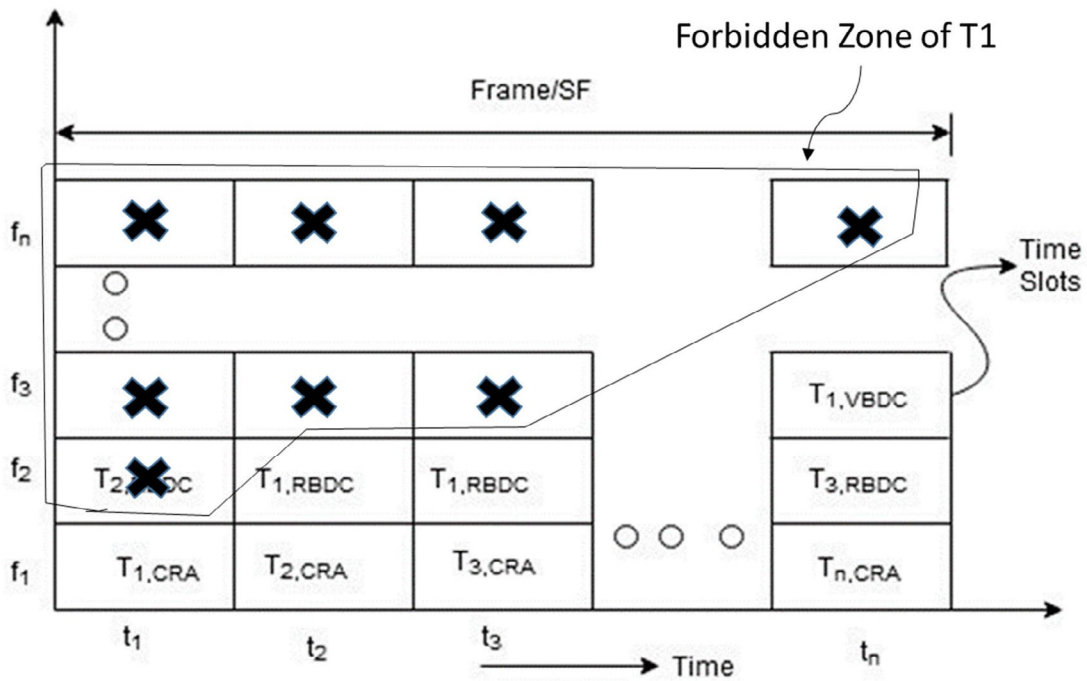 Forbidden Zone of T1
Frame/SF
fn
Time
Slots
f3
T1,VBDC
f2
T1,RBDC
T1,RBDC
T3,RBDC
f1
T1,CRA
T2,CRA
T3,CRA
Tn,CRA
t1
t2
t3
tn
Time